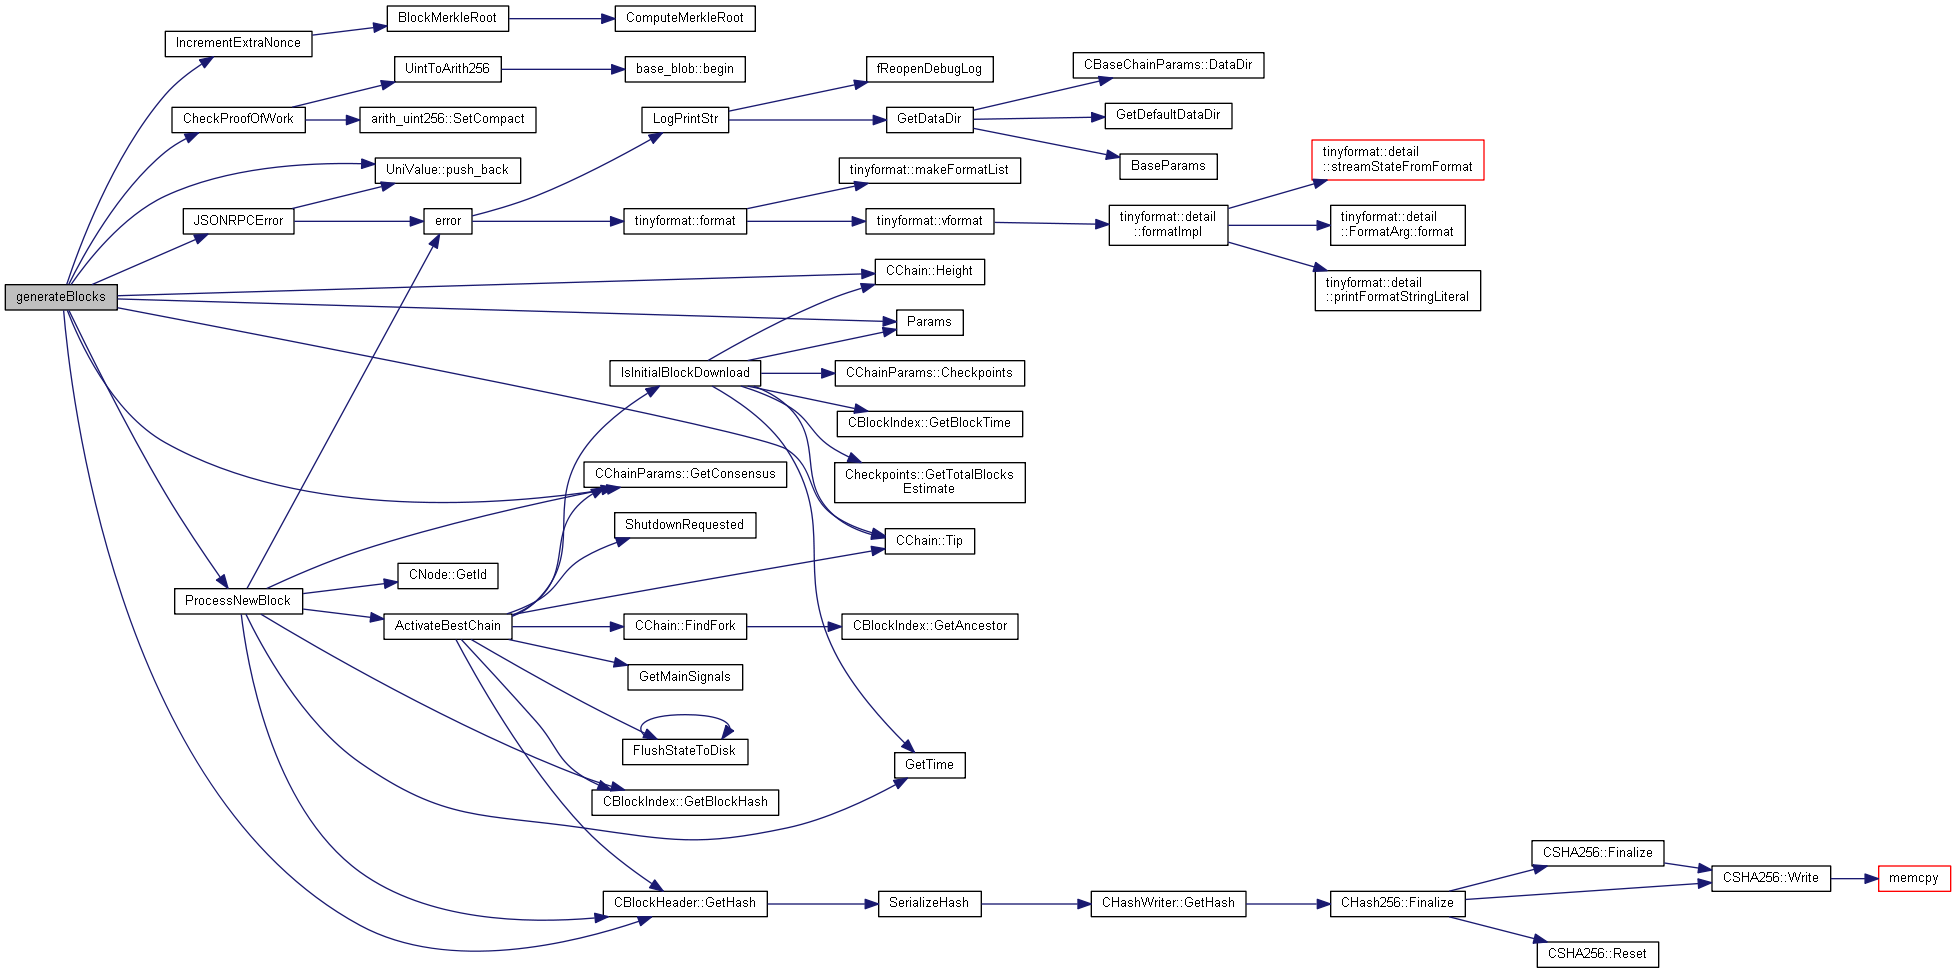 BlockMerkleRoot
ComputeMerkleRoot
IncrementExtraNonce
UintToArith256
base_blob::begin
fReopenDebugLog
CBaseChainParams::DataDir
CheckProofOfWork
arith_uint256::SetCompact
LogPrintStr
GetDataDir
GetDefaultDataDir
UniValue::push_back
tinyformat::makeFormatList
BaseParams
tinyformat::detail
::streamStateFromFormat
JSONRPCError
error
tinyformat::format
tinyformat::vformat
tinyformat::detail
::formatImpl
tinyformat::detail
::FormatArg::format
generateBlocks
CChain::Height
tinyformat::detail
::printFormatStringLiteral
Params
IsInitialBlockDownload
CChainParams::Checkpoints
CBlockIndex::GetBlockTime
CChainParams::GetConsensus
Checkpoints::GetTotalBlocks
Estimate
ShutdownRequested
CChain::Tip
CNode::GetId
ProcessNewBlock
ActivateBestChain
CChain::FindFork
CBlockIndex::GetAncestor
GetMainSignals
FlushStateToDisk
GetTime
CBlockIndex::GetBlockHash
CSHA256::Finalize
CSHA256::Write
memcpy
CBlockHeader::GetHash
SerializeHash
CHashWriter::GetHash
CHash256::Finalize
CSHA256::Reset